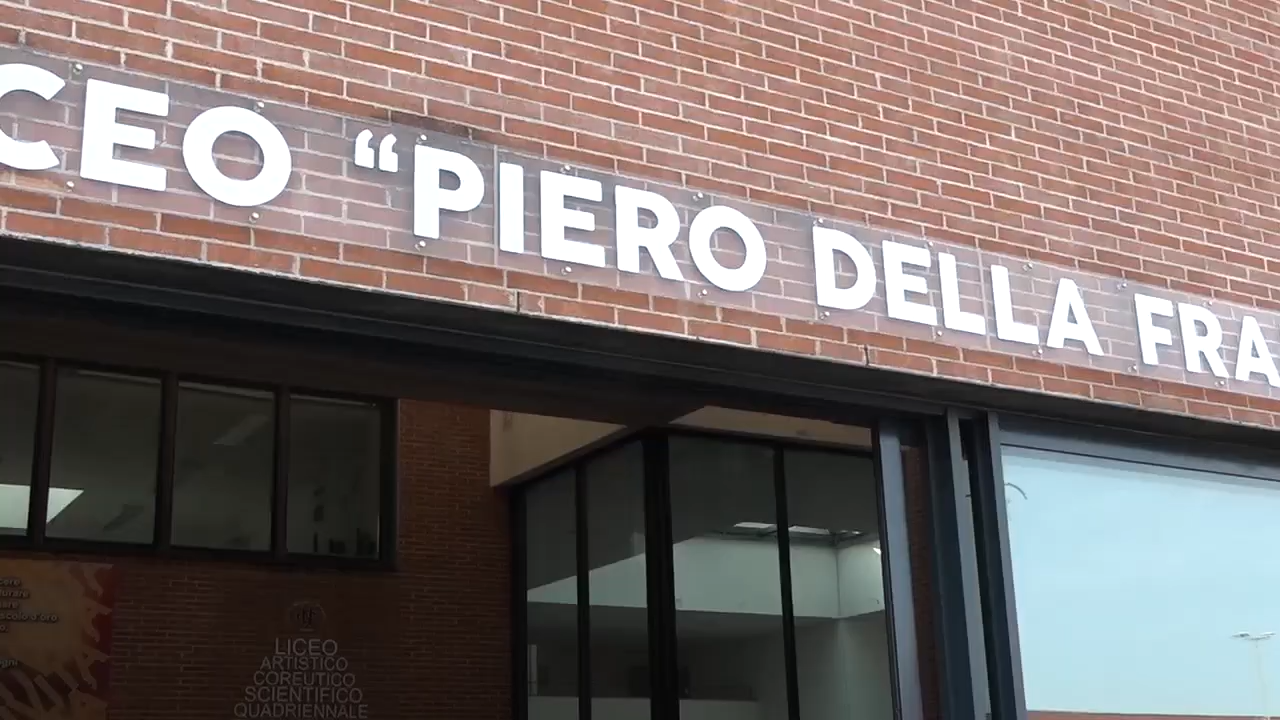 CEO “PIERO DELLA FRA
LICEO
ARTISTICO
COREUTICO
SCIENTIFICO
QUADRIENNALE